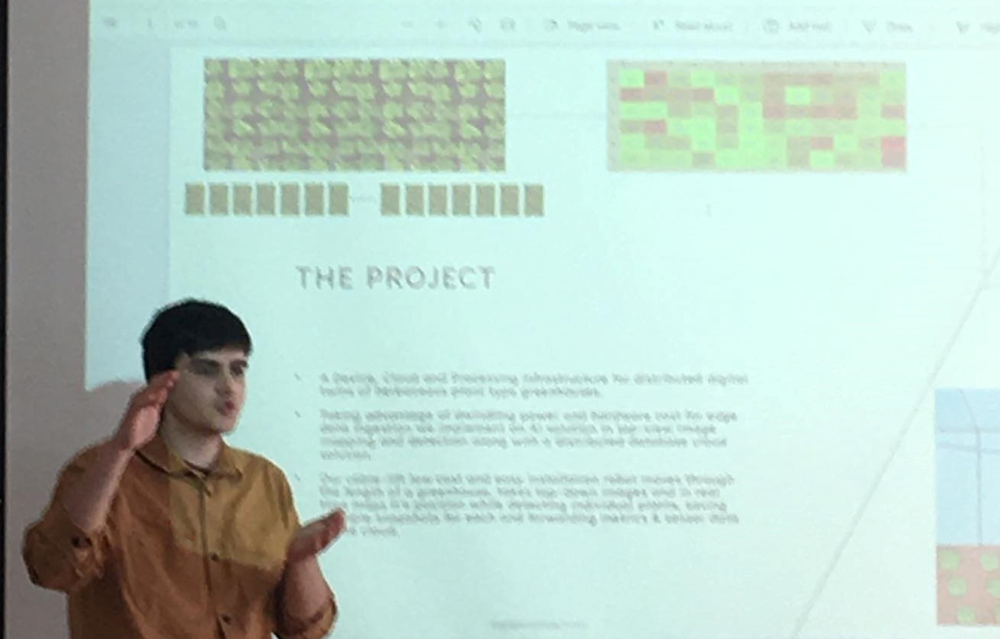 Page view
Read aloud
Add text
Draw
THE PROJECT
A Device, Cloud and Processing infrastructure for distributed digital
twins of herbaceous plant type greenhouses.
Taking advantage of declining power and hardware cost for edge
data ingestion we implement an AI solution in top view image
mapping and detection along with a distributed database cloud
solution.
Our cable-lift low cost and easy installation robot moves through
the length of a greenhouse, takes top down images and in real
time maps its position while detecting individual plants, saving
snapshots for each and forwarding metrics & sensor data
cloud.